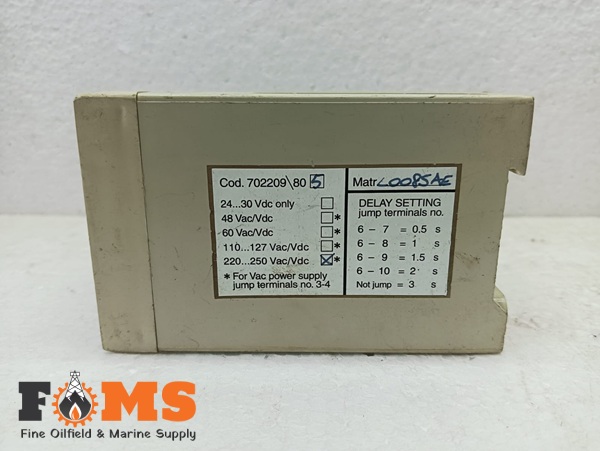 Cod. 702209\80 5
24...30 Vdc only
48 Vac/Vdc *
60 Vac/Vdc *
110...127 Vac/Vdc *
220...250 Vac/Vdc *
* For Vac power supply
jump terminals no. 3-4
Matr L0085AE
DELAY SETTING
jump terminals no.
6 - 7 = 0.5 s
6 - 8 = 1 s
6 - 9 = 1.5 s
6 - 10 = 2 s
Not jump = 3 s
FOMS
Fine Oilfield & Marine Supply